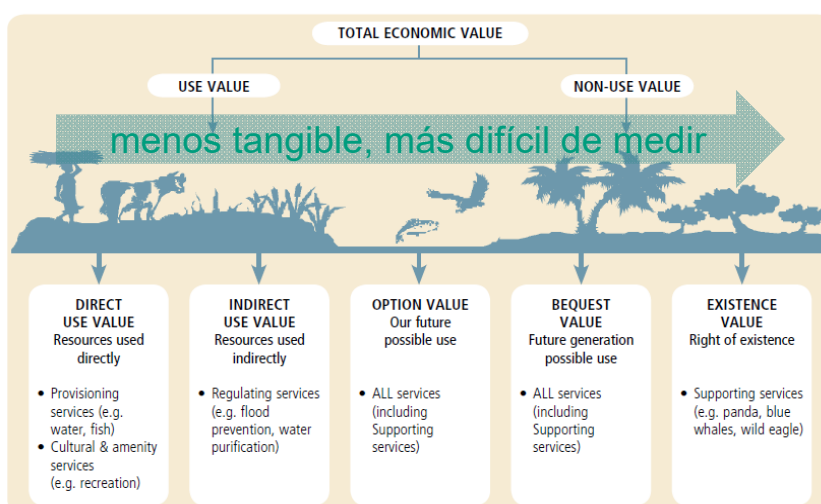 TOTAL ECONOMIC VALUE
USE VALUE
NON-USE VALUE
menos tangible, más difícil de medir
DIRECT
USE VALUE
Resources used
directly
• Provisioning
services (e.g.
water, fish)
• Cultural & amenity
services
(e.g. recreation)
INDIRECT
USE VALUE
Resources used
indirectly
• Regulating services
(e.g. flood
prevention, water
purification)
OPTION VALUE
Our future
possible use
• ALL services
(including
Supporting
services)
BEQUEST
VALUE
Future generation
possible use
• ALL services
(including
Supporting
services)
EXISTENCE
VALUE
Right of existence
• Supporting services
(e.g. panda, blue
whales, wild eagle)